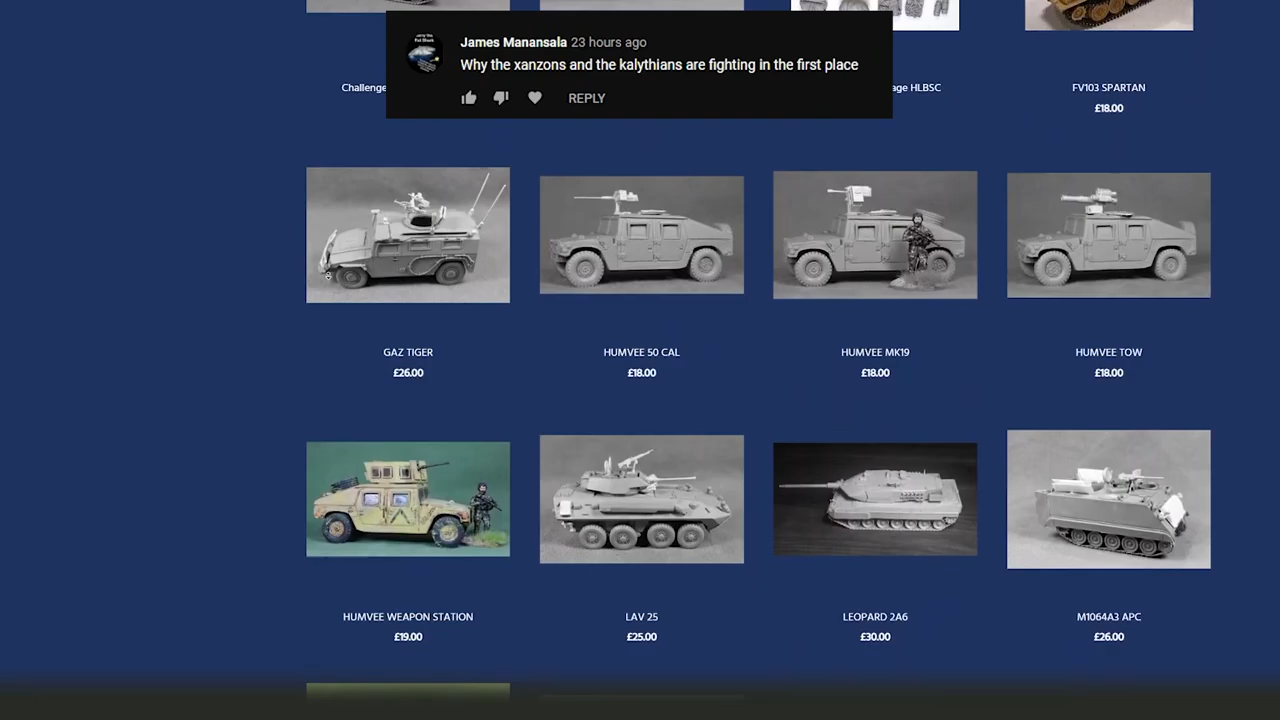 James Manansala 23 hours ago
Why the xanzons and the kalythians are fighting in the first place
REPLY
Challenge
age HLBSC
FV103 SPARTAN
£18.00
GAZ TIGER
HUMVEE 50 CAL
HUMVEE MK19
HUMVEE TOW
£26.00
£18.00
£18.00
£18.00
HUMVEE WEAPON STATION
LAV 25
LEOPARD 2A6
M1064A3 APC
£19.00
£25.00
£30.00
£26.00